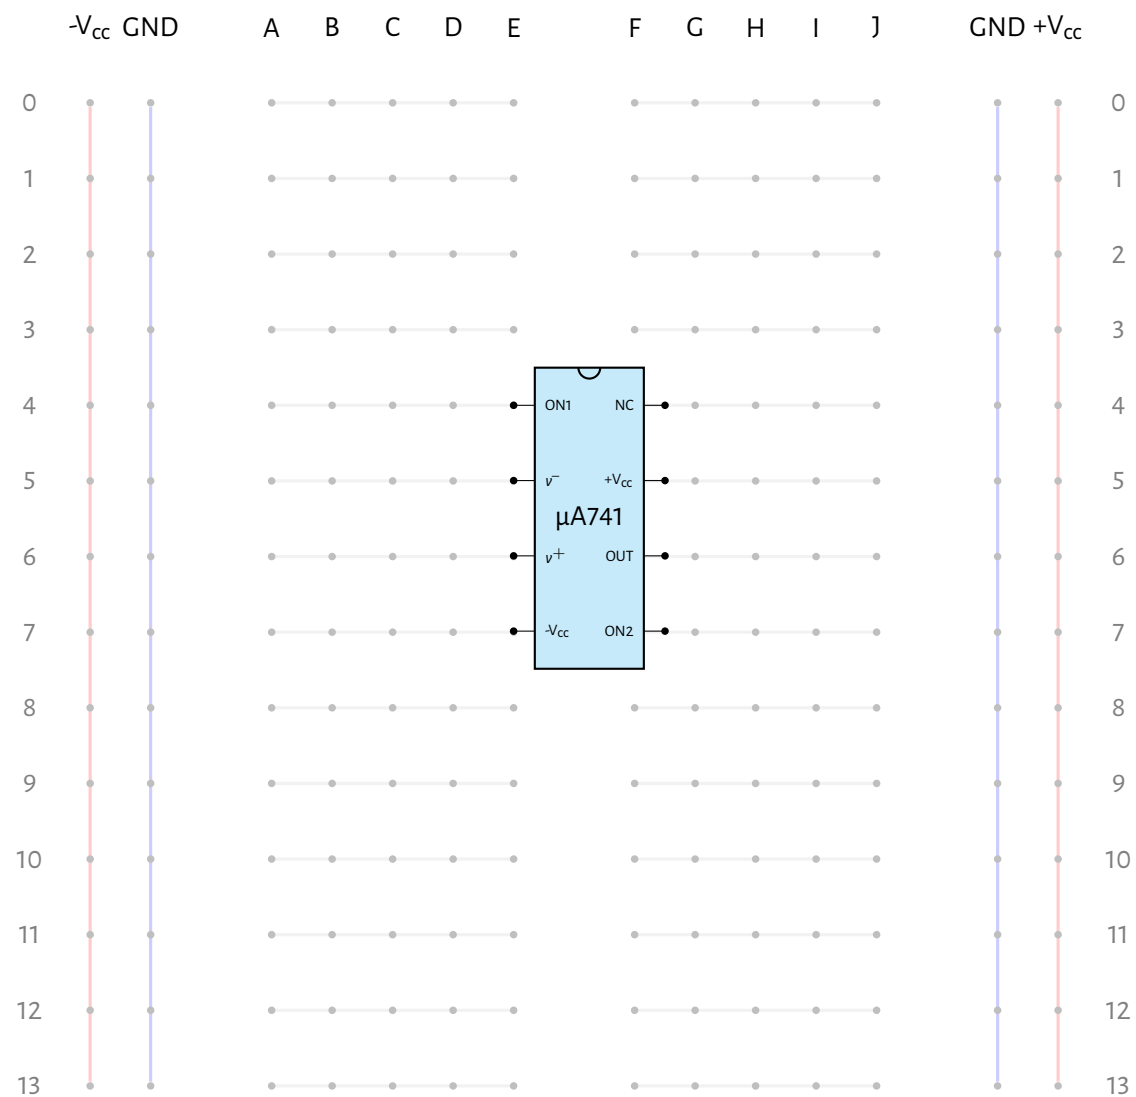 -Vcc GND A B C D E F G H I J GND +Vcc
0 0
1 1
2 2
3 3
4 ON1 NC 4
5 v− +Vcc 5
µA741
6 v+ OUT 6
7 -Vcc ON2 7
8 8
9 9
10 10
11 11
12 12
13 13